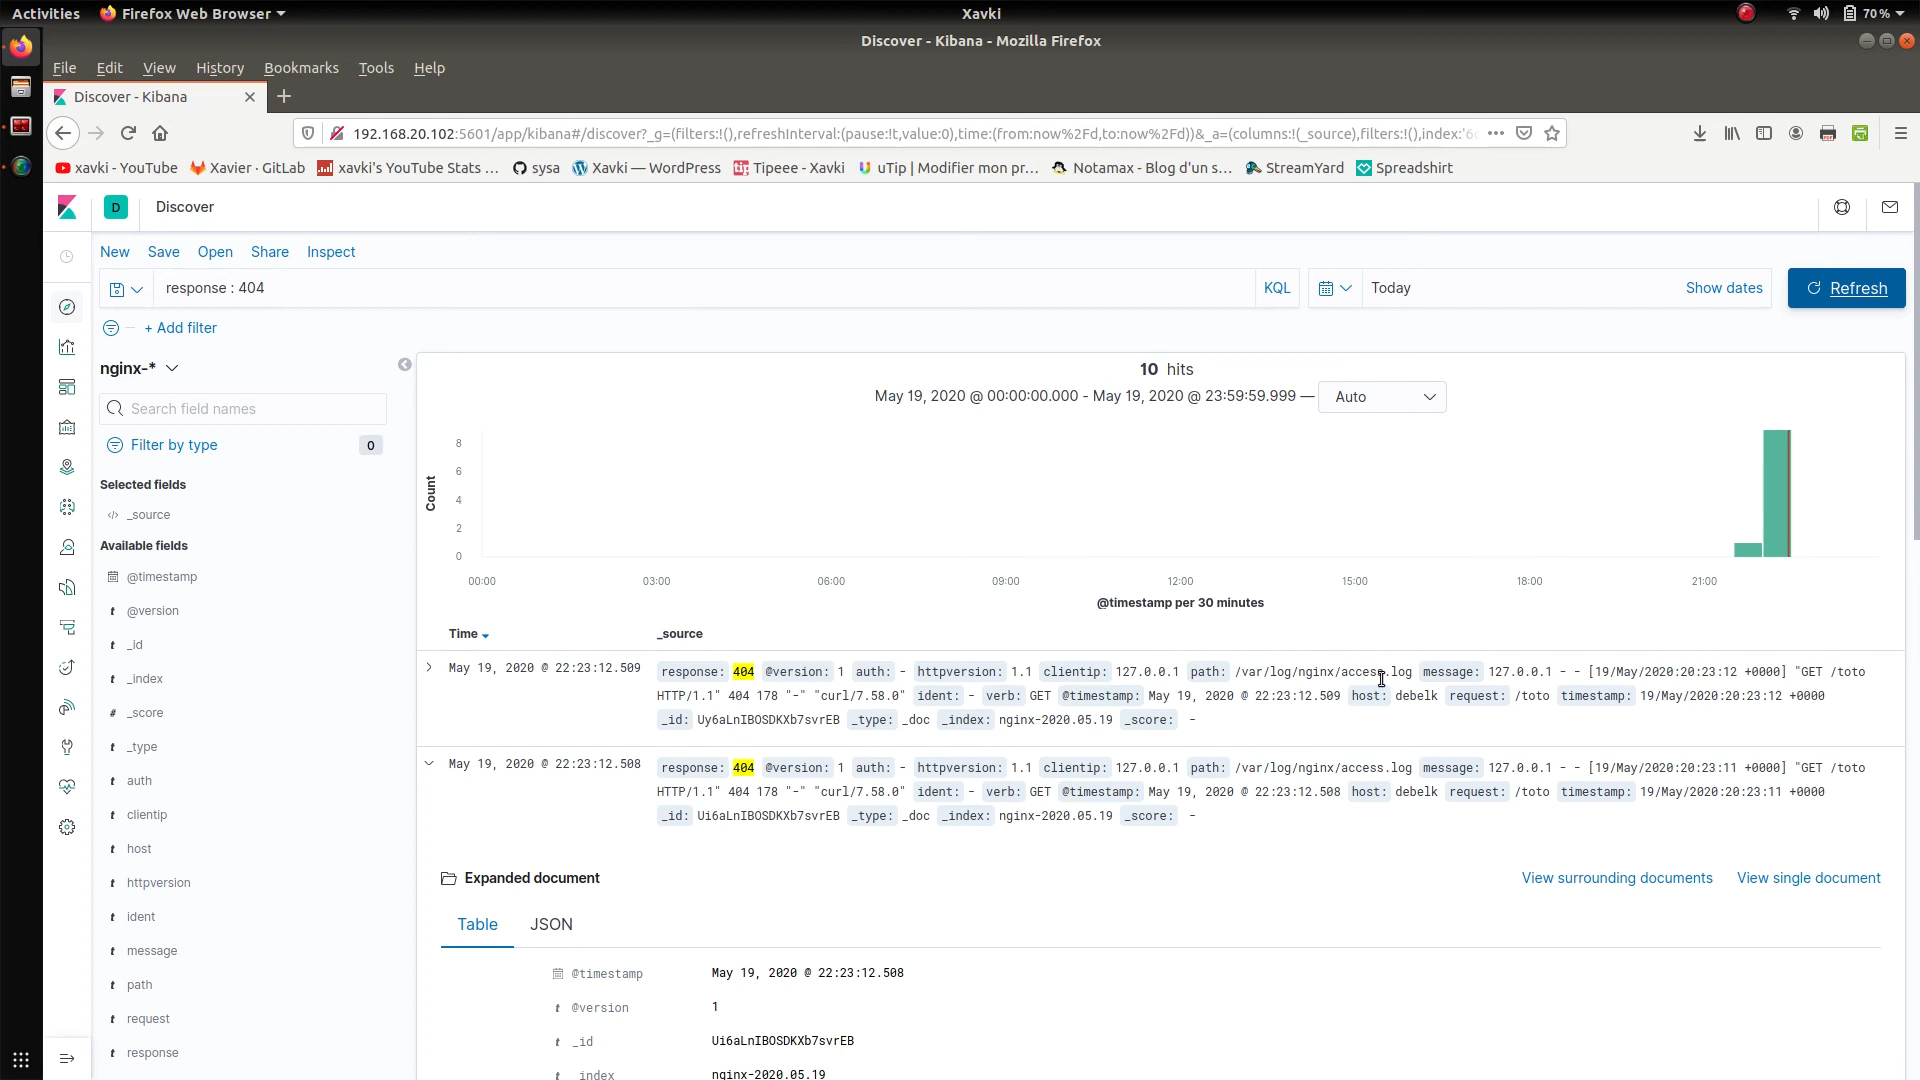 Activities Firefox Web Browser Xavki 70 %
Discover - Kibana - Mozilla Firefox
File Edit View History Bookmarks Tools Help
Discover - Kibana
192.168.20.102:5601/app/kibana#/discover?_g=(filters:!(),refreshInterval:(pause:!t,value:0),time:(from:now%2Fd,to:now%2Fd))&_a=(columns:!(_source),filters:!(),index:'6c
xavki - YouTube Xavier · GitLab xavki's YouTube Stats ... sysa Xavki — WordPress Tipeee - Xavki uTip | Modifier mon pr... Notamax - Blog d'un s... StreamYard Spreadshirt
D Discover
New Save Open Share Inspect
response : 404 KQL Today Show dates Refresh
+ Add filter
nginx-*
10 hits
May 19, 2020 @ 00:00:00.000 - May 19, 2020 @ 23:59:59.999 — Auto
Search field names
Filter by type 0
Selected fields
_source
Available fields
@timestamp
@version
_id
_index
_score
_type
auth
clientip
host
httpversion
ident
message
path
request
response
Count
8
6
4
2
0
00:00 03:00 06:00 09:00 12:00 15:00 18:00 21:00
@timestamp per 30 minutes
Time _source
May 19, 2020 @ 22:23:12.509 response: 404 @version: 1 auth: - httpversion: 1.1 clientip: 127.0.0.1 path: /var/log/nginx/access.log message: 127.0.0.1 - - [19/May/2020:20:23:12 +0000] "GET /toto
HTTP/1.1" 404 178 "-" "curl/7.58.0" ident: - verb: GET @timestamp: May 19, 2020 @ 22:23:12.509 host: debelk request: /toto timestamp: 19/May/2020:20:23:12 +0000
_id: Uy6aLnIBOSDKXb7svrEB _type: _doc _index: nginx-2020.05.19 _score: -
May 19, 2020 @ 22:23:12.508 response: 404 @version: 1 auth: - httpversion: 1.1 clientip: 127.0.0.1 path: /var/log/nginx/access.log message: 127.0.0.1 - - [19/May/2020:20:23:11 +0000] "GET /toto
HTTP/1.1" 404 178 "-" "curl/7.58.0" ident: - verb: GET @timestamp: May 19, 2020 @ 22:23:12.508 host: debelk request: /toto timestamp: 19/May/2020:20:23:11 +0000
_id: Ui6aLnIBOSDKXb7svrEB _type: _doc _index: nginx-2020.05.19 _score: -
Expanded document View surrounding documents View single document
Table JSON
@timestamp May 19, 2020 @ 22:23:12.508
t @version 1
t _id Ui6aLnIBOSDKXb7svrEB
_index nginx-2020.05.19